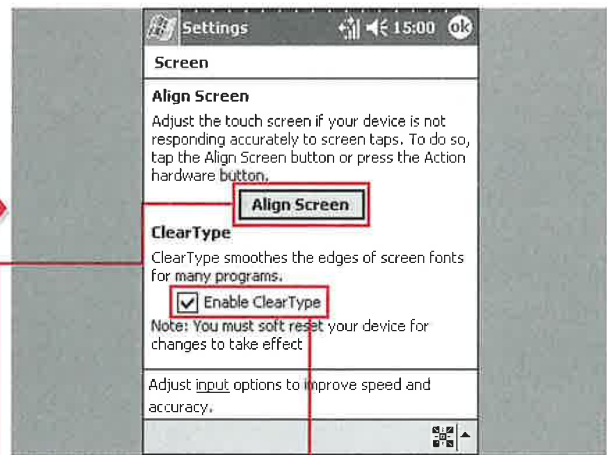 Settings 15:00 ok
Screen
Align Screen
Adjust the touch screen if your device is not
responding accurately to screen taps. To do so,
tap the Align Screen button or press the Action
hardware button.
Align Screen
ClearType
ClearType smoothes the edges of screen fonts
for many programs.
Enable ClearType
Note: You must soft reset your device for
changes to take effect
Adjust input options to improve speed and
accuracy.